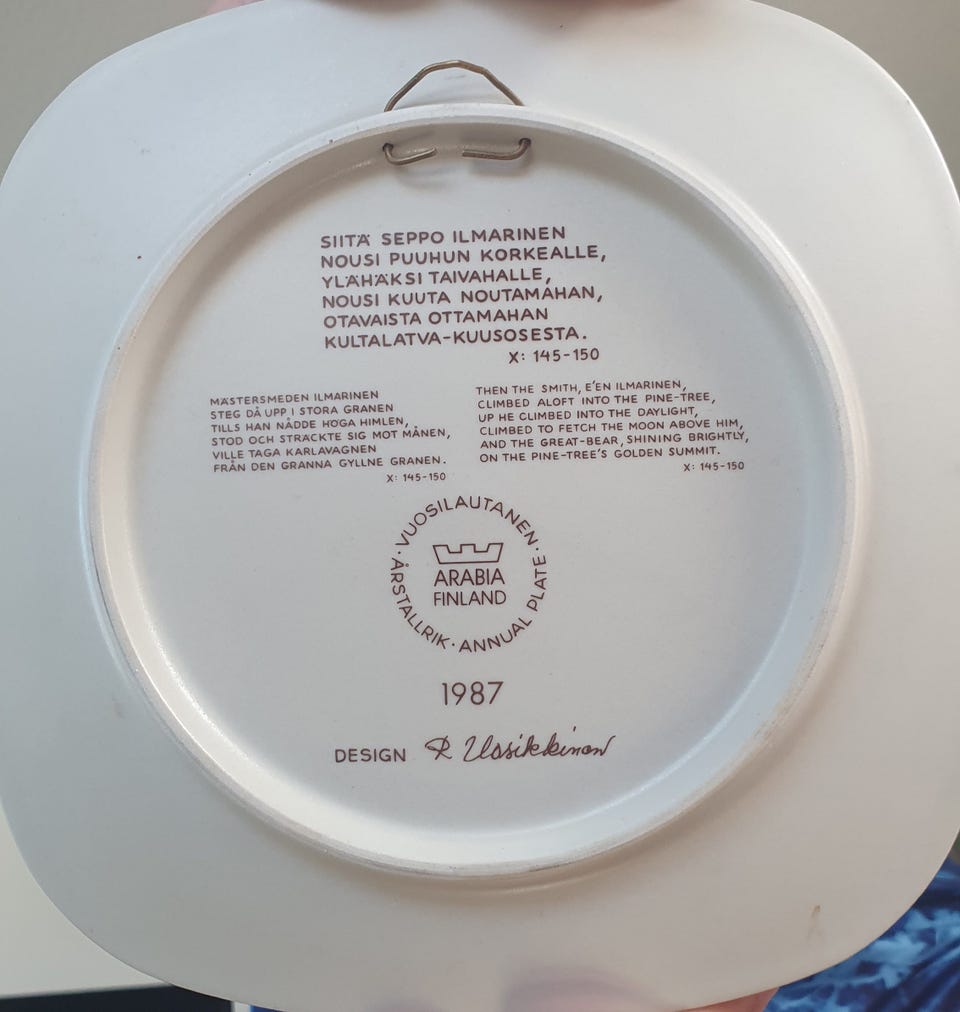 SIITÄ SEPPO ILMARINEN
NOUSI PUUHUN KORKEALLE,
YLÄHÄKSI TAIVAHALLE,
NOUSI KUUTA NOUTAMAHAN,
OTAVAISTA OTTAMAHAN
KULTALATVA-KUUSOSESTA.
X: 145-150
MÄSTERSMEDEN ILMARINEN
STEG DÅ UPP I STORA GRANEN
TILLS HAN NÅDDE HÖGA HIMLEN,
STOD OCH STRÄCKTE SIG MOT MÅNEN,
VILLE TAGA KARLAVAGNEN
FRÅN DEN GRANNA GYLLNE GRANEN.
X: 145-150
THEN THE SMITH, E'EN ILMARINEN,
CLIMBED ALOFT INTO THE PINE-TREE,
UP HE CLIMBED INTO THE DAYLIGHT,
CLIMBED TO FETCH THE MOON ABOVE HIM,
AND THE GREAT-BEAR, SHINING BRIGHTLY,
ON THE PINE-TREE'S GOLDEN SUMMIT.
X: 145-150
· VUOSILAUTANEN · ANNUAL PLATE · ÅRSTALLRIK
ARABIA
FINLAND
1987
DESIGN R Uosikkinen